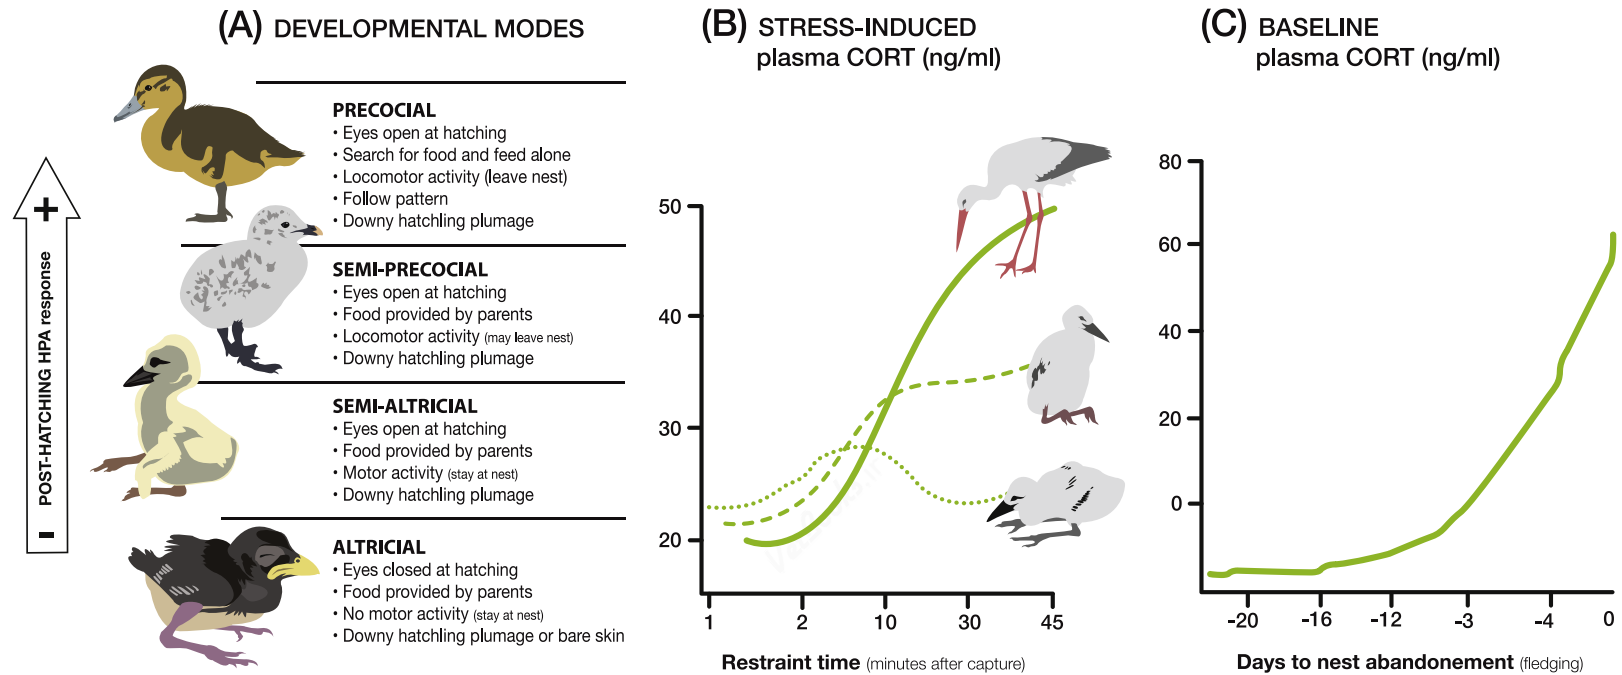 (A) DEVELOPMENTAL MODES
PRECOCIAL
• Eyes open at hatching
• Search for food and feed alone
• Locomotor activity (leave nest)
• Follow pattern
• Downy hatchling plumage
SEMI-PRECOCIAL
• Eyes open at hatching
• Food provided by parents
• Locomotor activity (may leave nest)
• Downy hatchling plumage
SEMI-ALTRICIAL
• Eyes open at hatching
• Food provided by parents
• Motor activity (stay at nest)
• Downy hatchling plumage
ALTRICIAL
• Eyes closed at hatching
• Food provided by parents
• No motor activity (stay at nest)
• Downy hatchling plumage or bare skin
+
POST-HATCHING HPA response
-
(B) STRESS-INDUCED
plasma CORT (ng/ml)
50
40
30
20
1 2 10 30 45
Restraint time (minutes after capture)
(C) BASELINE
plasma CORT (ng/ml)
80
60
40
20
0
-20 -16 -12 -3 -4 0
Days to nest abandonement (fledging)